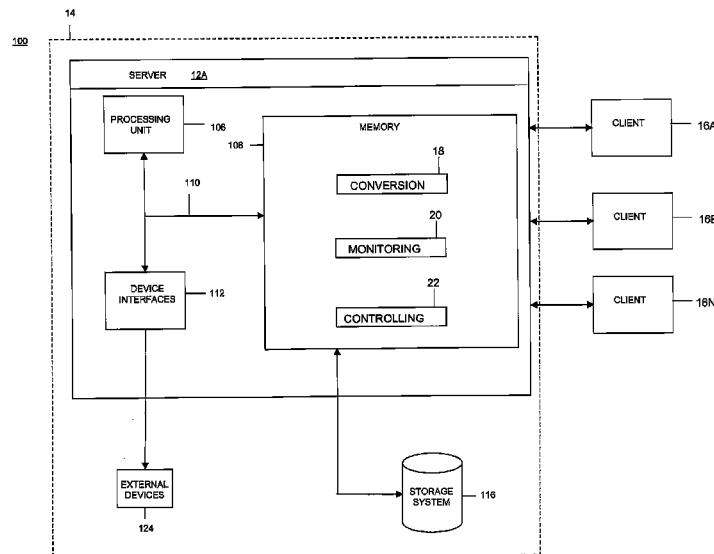 100
14
SERVER 12A
PROCESSING
UNIT
106
MEMORY
108
18
CONVERSION
110
20
MONITORING
DEVICE
INTERFACES
112
22
CONTROLLING
CLIENT
16A
CLIENT
16B
CLIENT
16N
EXTERNAL
DEVICES
124
STORAGE
SYSTEM
116